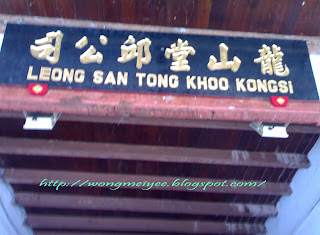 龍山堂邱公司
LEONG SAN TONG KHOO KONGSI
http://wongmeiyee.blogspot.com/